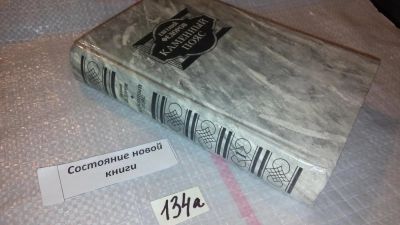 ЕВГЕНИЙ
ФЕДОРОВ
КАМЕННЫЙ
ПОЯС
Состояние новой
книги
134а